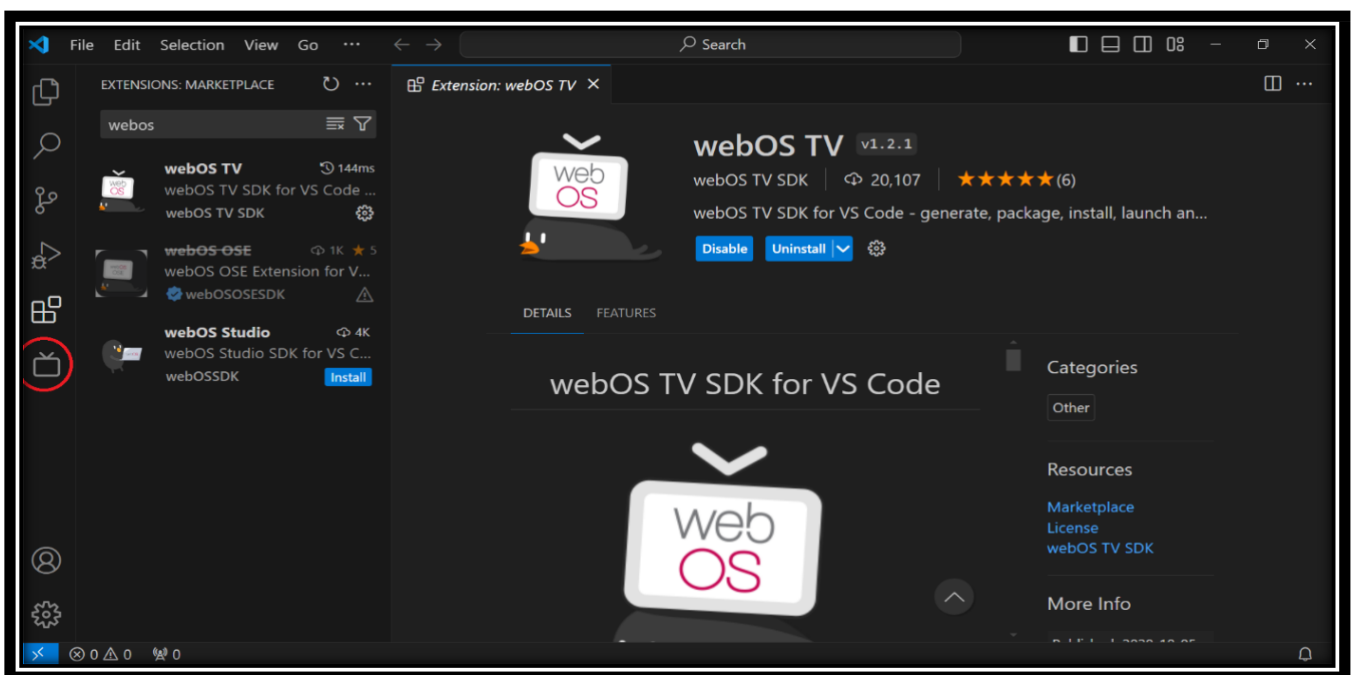 File Edit Selection View Go ··· Search
EXTENSIONS: MARKETPLACE
webos
webOS TV 144ms
webOS TV SDK for VS Code ...
webOS TV SDK
webOS OSE 1K ★ 5
webOS OSE Extension for V...
webOSOSESDK
webOS Studio 4K
webOS Studio SDK for VS C...
webOSSDK Install
Extension: webOS TV
web
OS
webOS TV v1.2.1
webOS TV SDK 20,107 ★★★★★(6)
webOS TV SDK for VS Code - generate, package, install, launch an...
Disable Uninstall
DETAILS FEATURES
webOS TV SDK for VS Code
web
OS
Categories
Other
Resources
Marketplace
License
webOS TV SDK
More Info
0 0 0